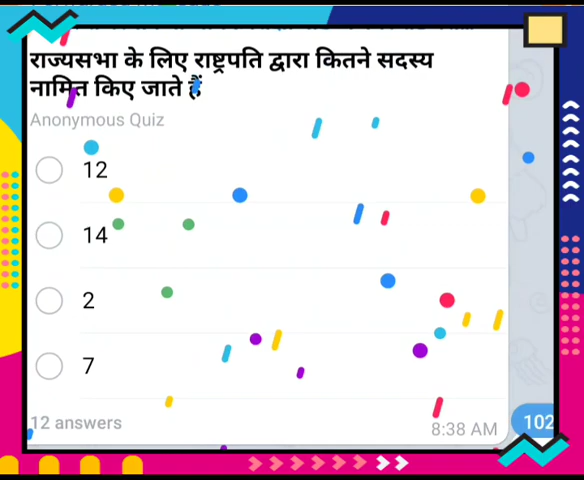 राज्यसभा के लिए राष्ट्रपति द्वारा कितने सदस्य
नामित किए जाते हैं
Anonymous Quiz
12
14
2
7
12 answers
8:38 AM
102